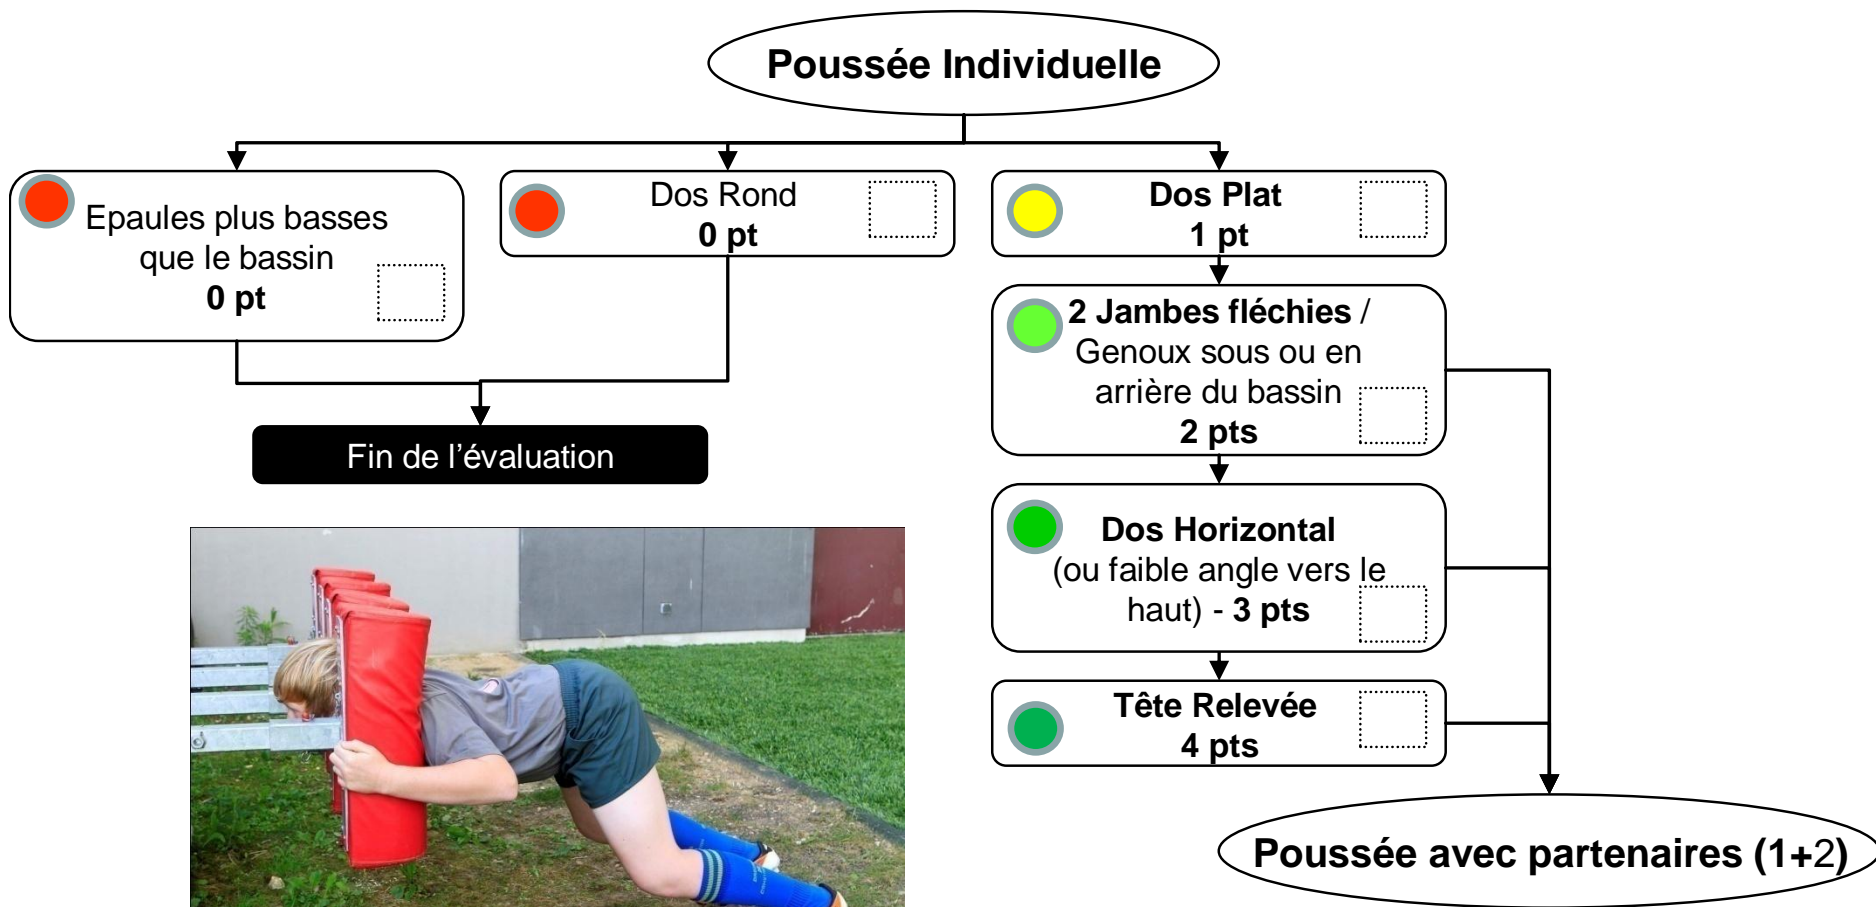 Poussée Individuelle
Epaules plus basses
que le bassin
0 pt
Dos Rond
0 pt
Dos Plat
1 pt
2 Jambes fléchies /
Genoux sous ou en
arrière du bassin
2 pts
Fin de l’évaluation
Dos Horizontal
(ou faible angle vers le
haut) - 3 pts
Tête Relevée
4 pts
Poussée avec partenaires (1+2)